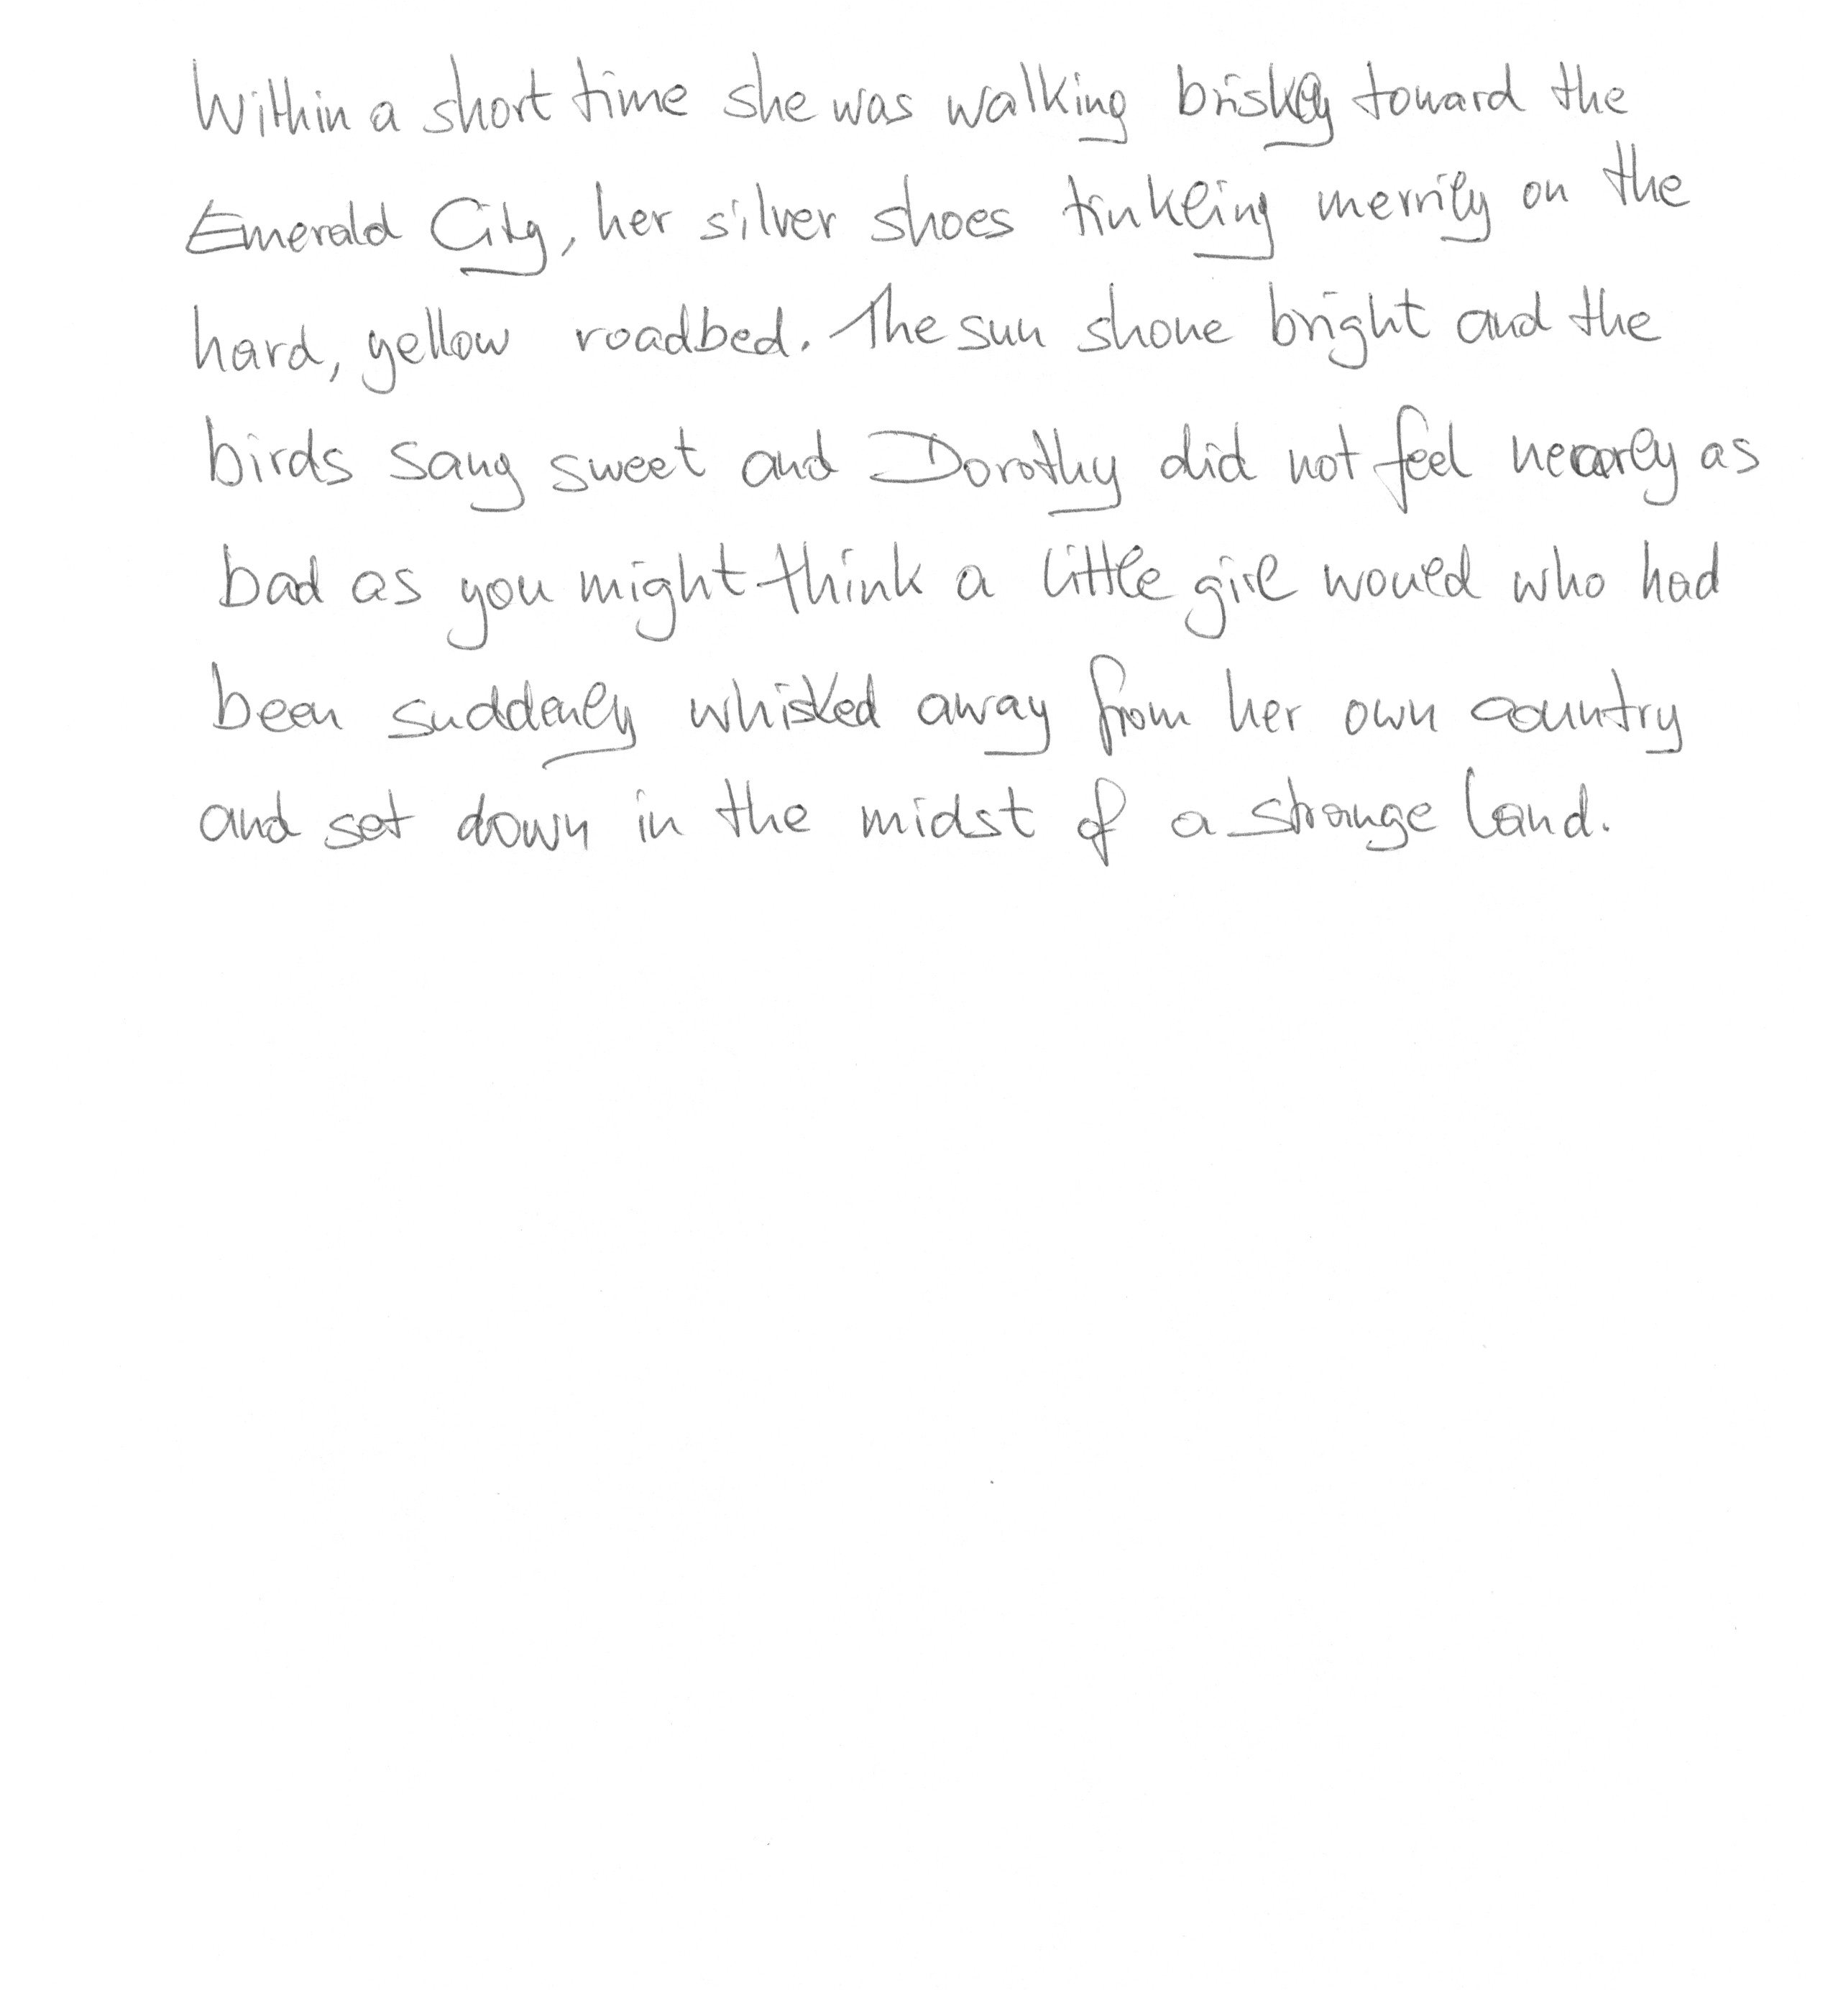 Within a short time she was walking briskly toward the
Emerald City, her silver shoes tinkling merrily on the
hard, yellow roadbed. The sun shone bright and the
birds sang sweet and Dorothy did not feel nearly as
bad as you might think a little girl would who had
been suddenly whisked away from her own country
and set down in the midst of a strange land.